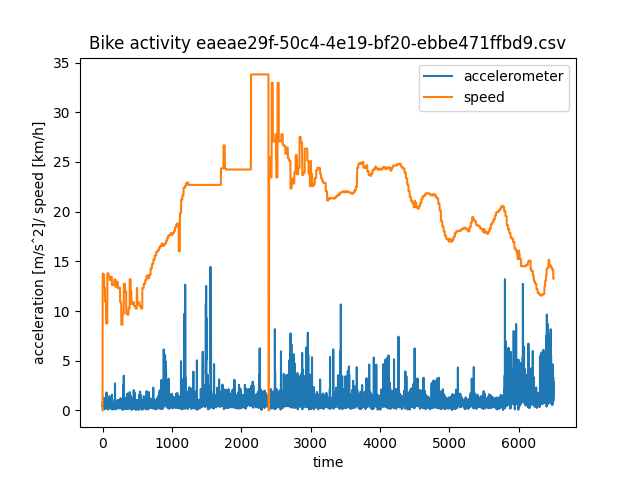 Bike activity eaeae29f-50c4-4e19-bf20-ebbe471ffbd9.csv
acceleration [m/s^2]/ speed [km/h]
35
30
25
20
15
10
5
0
accelerometer
speed
0 1000 2000 3000 4000 5000 6000
time